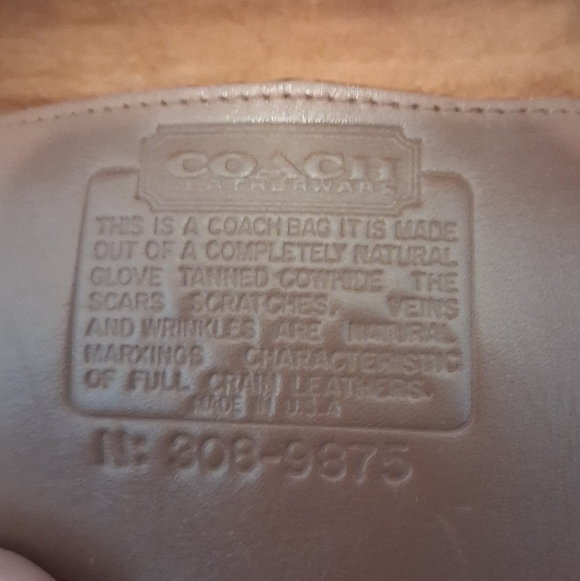 COACH
LEATHERWARE
THIS IS A COACH BAG IT IS MADE
OUT OF A COMPLETELY NATURAL
GLOVE TANNED COWHIDE THE
SCARS SCRATCHES, VEINS
AND WRINKLES ARE NATURAL
MARKINGS CHARACTERISTIC
OF FULL GRAIN LEATHERS.
MADE IN U.S.A
Nº 308-9875